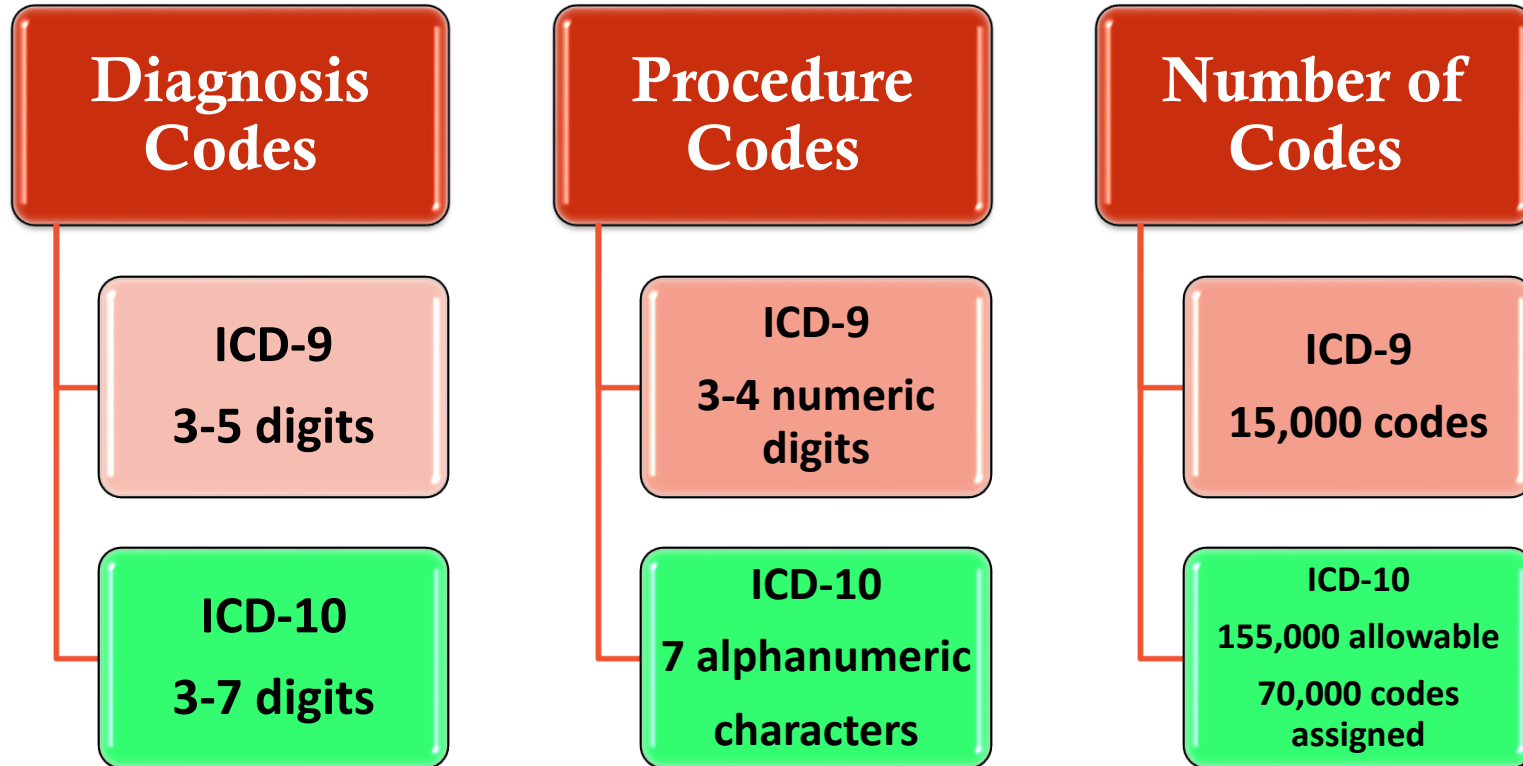 Diagnosis
Codes
ICD-9
3-5 digits
ICD-10
3-7 digits
Procedure
Codes
ICD-9
3-4 numeric
digits
ICD-10
7 alphanumeric
characters
Number of
Codes
ICD-9
15,000 codes
ICD-10
155,000 allowable
70,000 codes
assigned